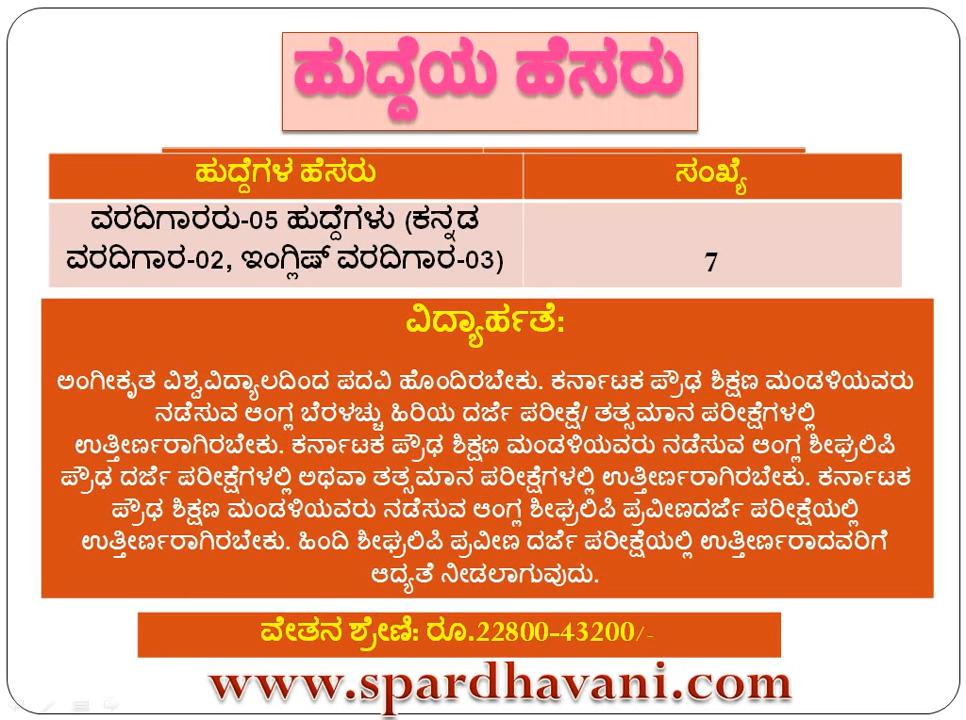 ಹುದ್ದೆಯ ಹೆಸರು
ಹುದ್ದೆಗಳ ಹೆಸರು ಸಂಖ್ಯೆ
ವರದಿಗಾರರು-05 ಹುದ್ದೆಗಳು (ಕನ್ನಡ
ವರದಿಗಾರ-02, ಇಂಗ್ಲಿಷ್ ವರದಿಗಾರ-03) 7
ವಿದ್ಯಾರ್ಹತೆ:
ಅಂಗೀಕೃತ ವಿಶ್ವವಿದ್ಯಾಲದಿಂದ ಪದವಿ ಹೊಂದಿರಬೇಕು. ಕರ್ನಾಟಕ ಪ್ರೌಢ ಶಿಕ್ಷಣ ಮಂಡಳಿಯವರು
ನಡೆಸುವ ಆಂಗ್ಲ ಬೆರಳಚ್ಚು ಹಿರಿಯ ದರ್ಜೆ ಪರೀಕ್ಷೆ/ ತತ್ಸಮಾನ ಪರೀಕ್ಷೆಗಳಲ್ಲಿ
ಉತ್ತೀರ್ಣರಾಗಿರಬೇಕು. ಕರ್ನಾಟಕ ಪ್ರೌಢ ಶಿಕ್ಷಣ ಮಂಡಳಿಯವರು ನಡೆಸುವ ಆಂಗ್ಲ ಶೀಘ್ರಲಿಪಿ
ಪ್ರೌಢ ದರ್ಜೆ ಪರೀಕ್ಷೆಗಳಲ್ಲಿ ಅಥವಾ ತತ್ಸಮಾನ ಪರೀಕ್ಷೆಗಳಲ್ಲಿ ಉತ್ತೀರ್ಣರಾಗಿರಬೇಕು. ಕರ್ನಾಟಕ
ಪ್ರೌಢ ಶಿಕ್ಷಣ ಮಂಡಳಿಯವರು ನಡೆಸುವ ಆಂಗ್ಲ ಶೀಘ್ರಲಿಪಿ ಪ್ರವೀಣದರ್ಜೆ ಪರೀಕ್ಷೆಯಲ್ಲಿ
ಉತ್ತೀರ್ಣರಾಗಿರಬೇಕು. ಹಿಂದಿ ಶೀಘ್ರಲಿಪಿ ಪ್ರವೀಣ ದರ್ಜೆ ಪರೀಕ್ಷೆಯಲ್ಲಿ ಉತ್ತೀರ್ಣರಾದವರಿಗೆ
ಆದ್ಯತೆ ನೀಡಲಾಗುವುದು.
ವೇತನ ಶ್ರೇಣಿ: ರೂ.22800-43200/-
www.spardhavani.com